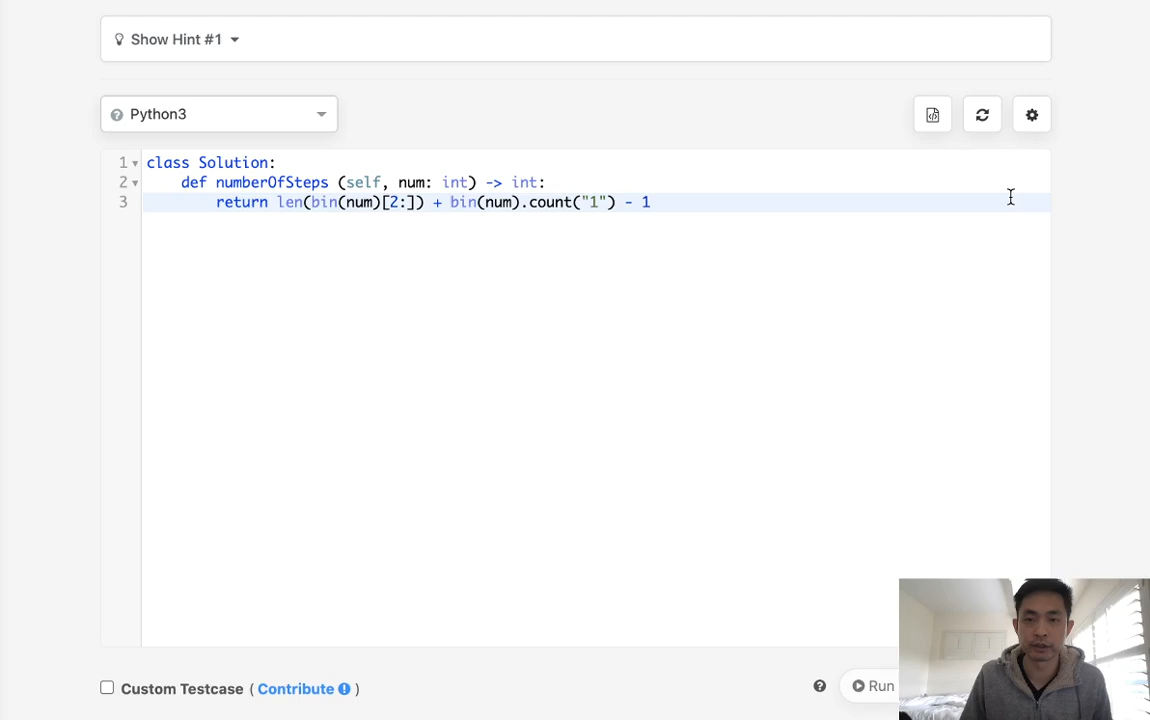 Show Hint #1
Python3
1 class Solution:
2 def numberOfSteps (self, num: int) -> int:
3 return len(bin(num)[2:]) + bin(num).count("1") - 1
Custom Testcase ( Contribute )
Run